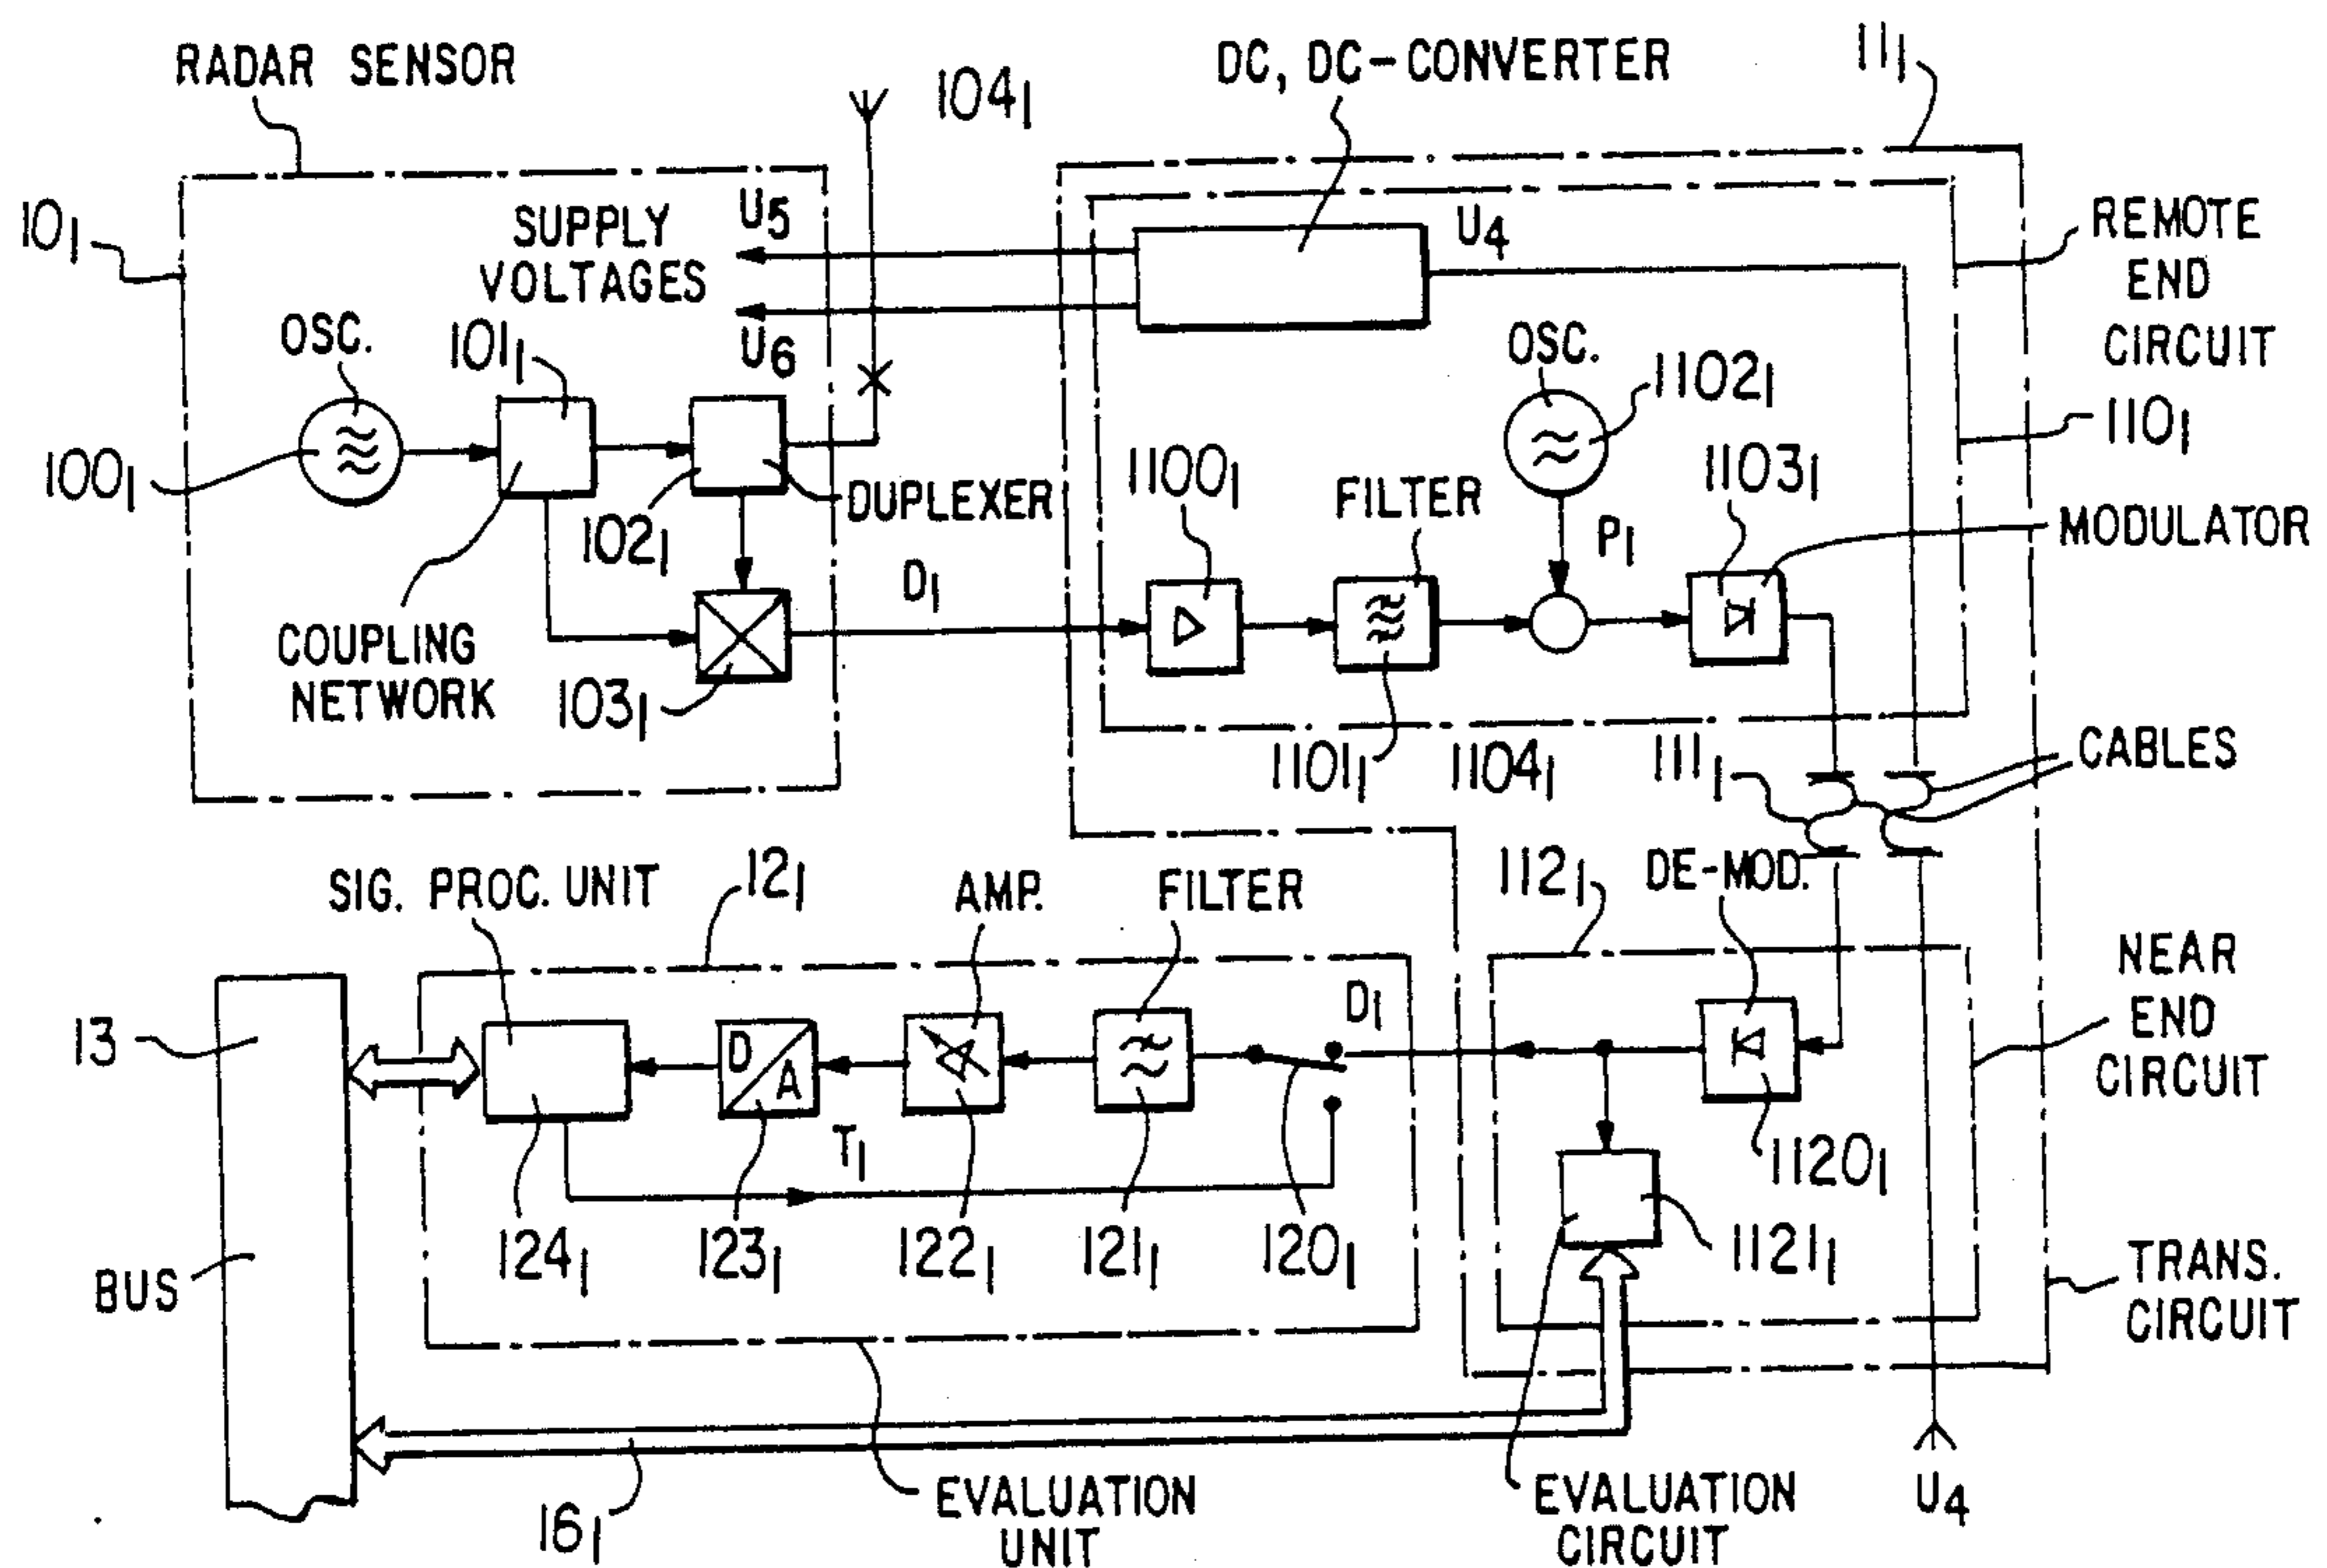 RADAR SENSOR
104₁
DC, DC-CONVERTER
11₁
10₁
SUPPLY
VOLTAGES
U5
U6
U4
REMOTE
END
CIRCUIT
OSC.
101₁
OSC.
1102₁
110₁
100₁
102₁
DUPLEXER
1100₁
FILTER
P₁
1103₁
MODULATOR
D₁
COUPLING
NETWORK
103₁
1101₁
1104₁
111₁
CABLES
SIG. PROC. UNIT
12₁
AMP.
FILTER
112₁
DE-MOD.
NEAR
END
CIRCUIT
13
D
A
D₁
T₁
1120₁
BUS
124₁
123₁
122₁
121₁
120₁
1121₁
TRANS.
CIRCUIT
16₁
EVALUATION
UNIT
EVALUATION
CIRCUIT
U4